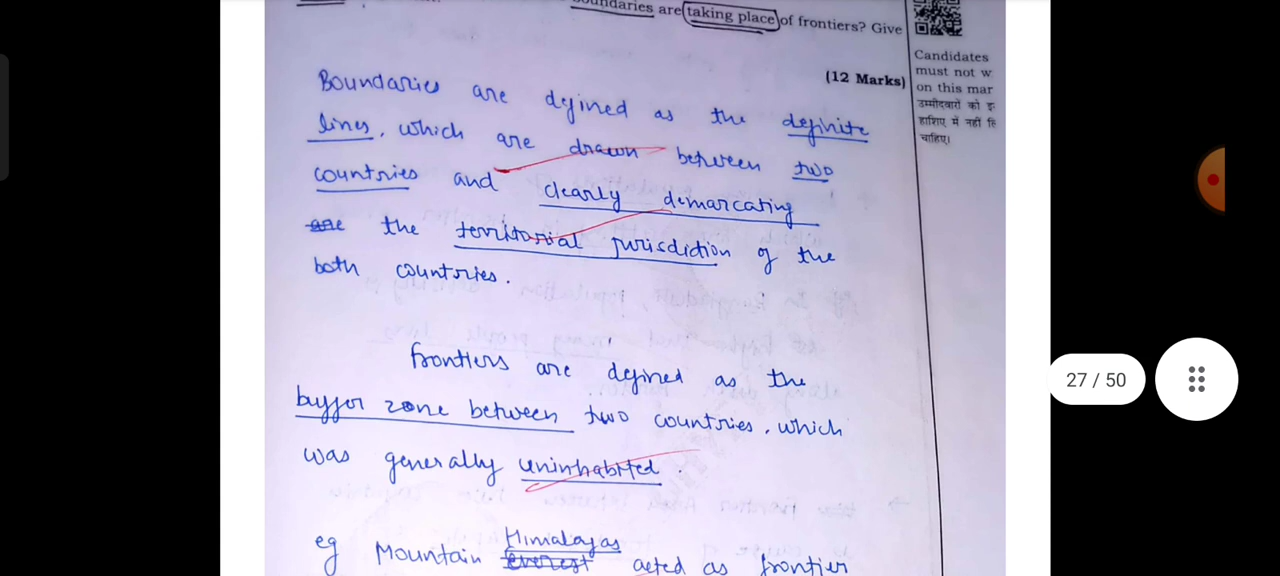 boundaries are taking place of frontiers? Give
(12 Marks)
Candidates
must not w
on this mar
उम्मीदवारों को इ
हाशिए में नहीं लि
चाहिए।
Boundaries are defined as the definite
lines, which are drawn between two
countries and clearly demarcating
are the territorial jurisdiction of the
both countries.
frontiers are defined as the
buffer zone between two countries, which
was generally uninhabited.
eg Mountain everest Himalayas acted as frontier
27 / 50